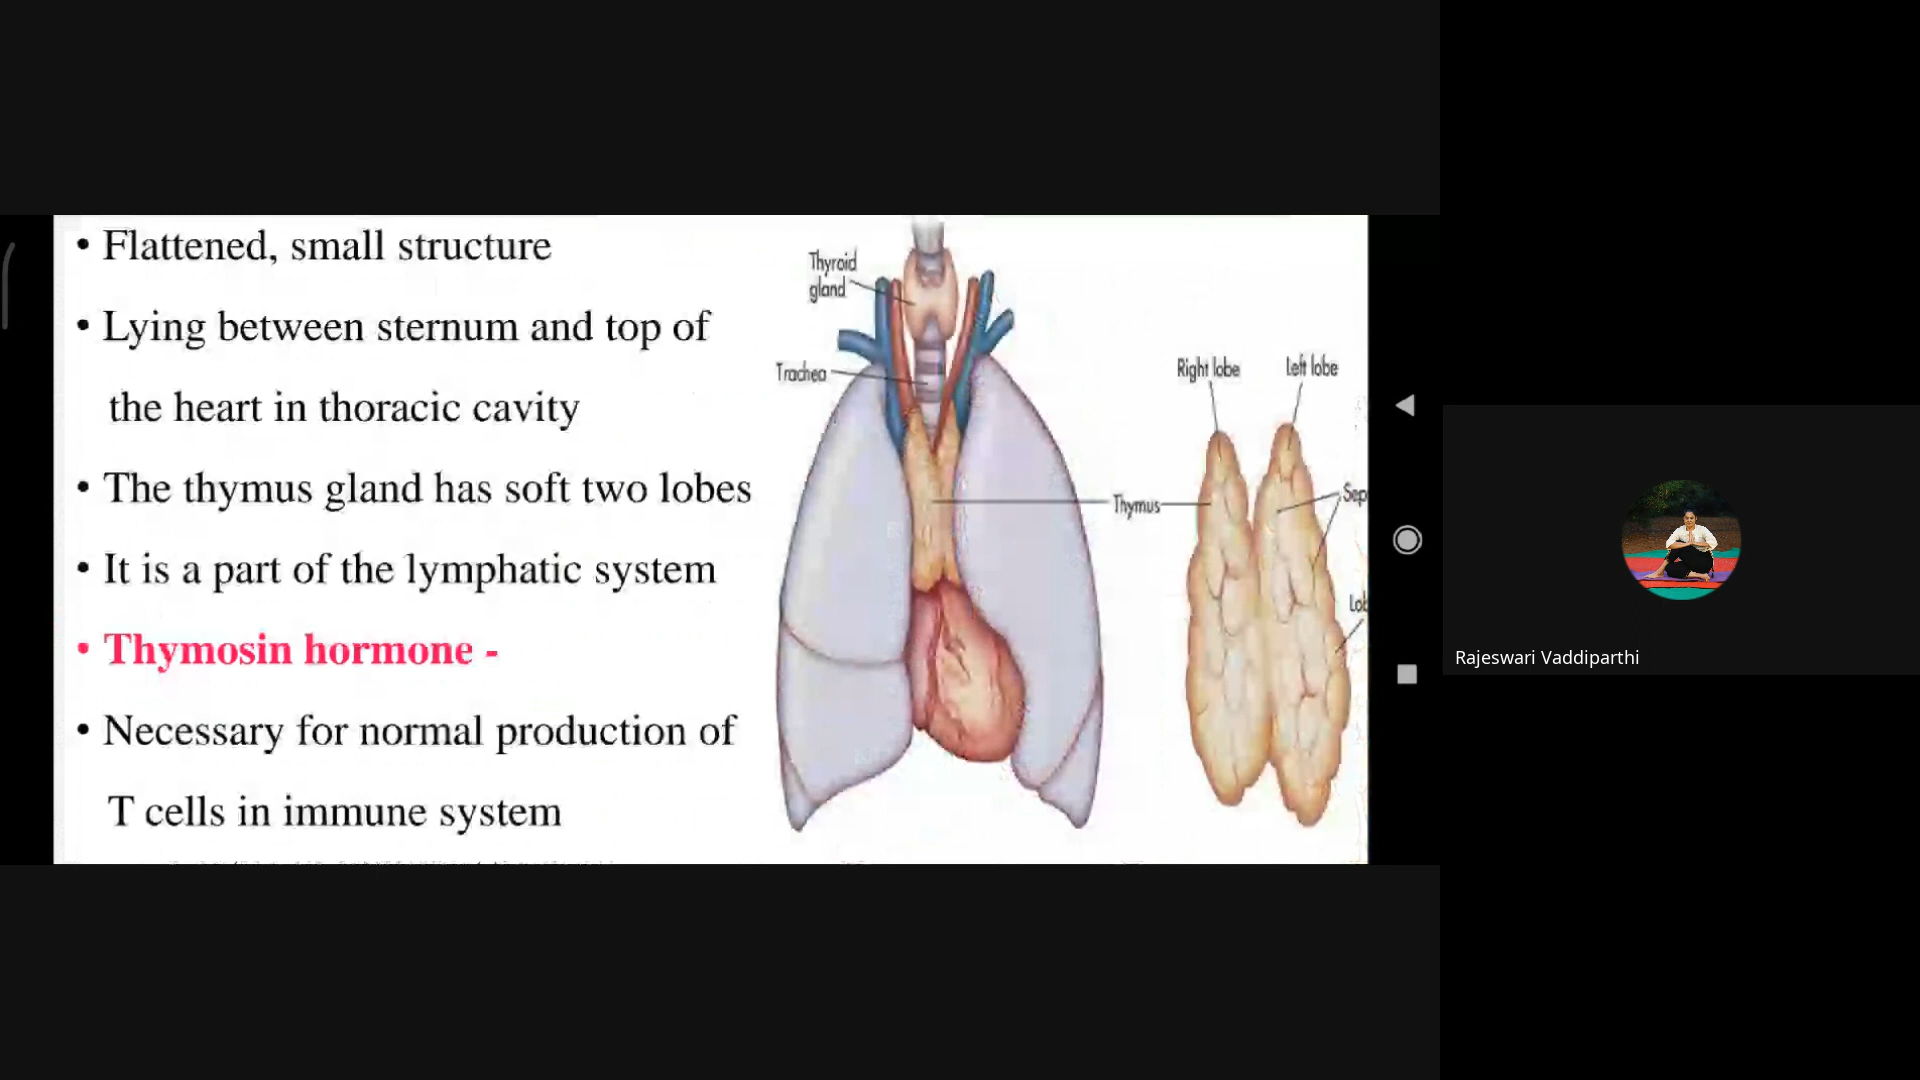 • Flattened, small structure
• Lying between sternum and top of
the heart in thoracic cavity
• The thymus gland has soft two lobes
• It is a part of the lymphatic system
• Thymosin hormone -
• Necessary for normal production of
T cells in immune system
Thyroid
gland
Trachea
Thymus
Right lobe
Left lobe
Sep
Lob
Rajeswari Vaddiparthi